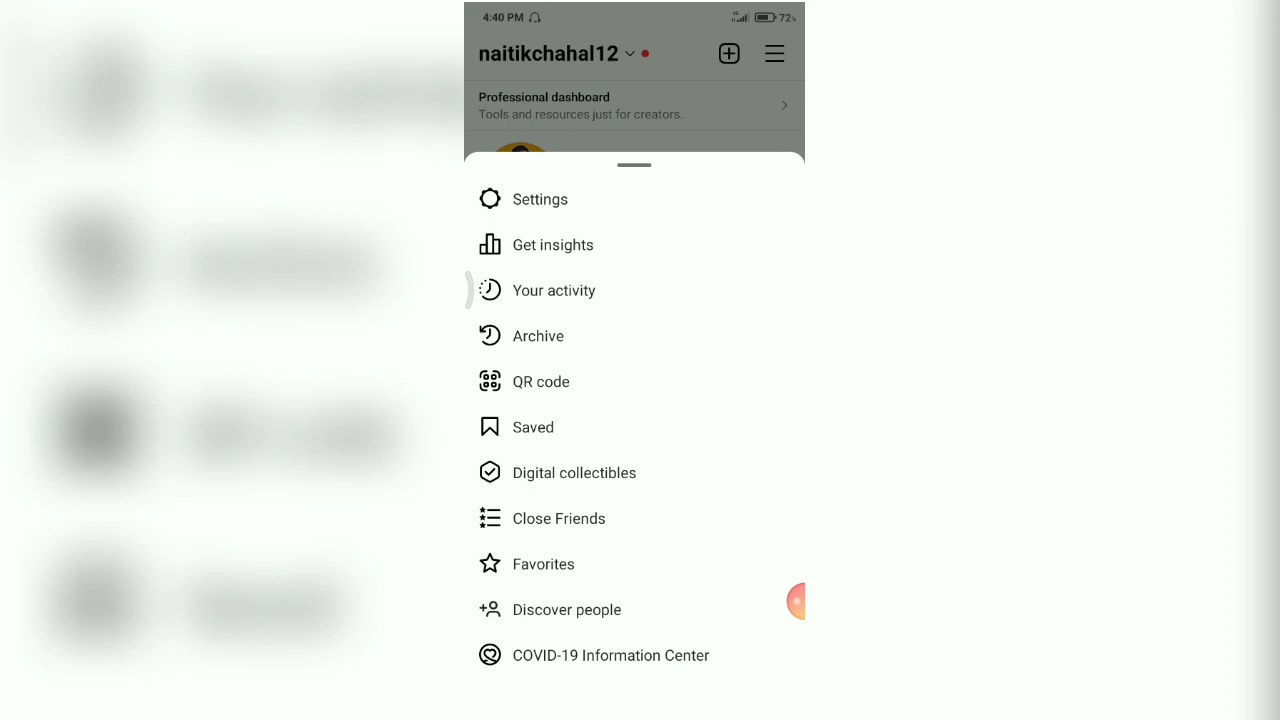 4:40 PM 4G 72%
naitikchahal12
Professional dashboard
Tools and resources just for creators.
Settings
Get insights
Your activity
Archive
QR code
Saved
Digital collectibles
Close Friends
Favorites
Discover people
COVID-19 Information Center